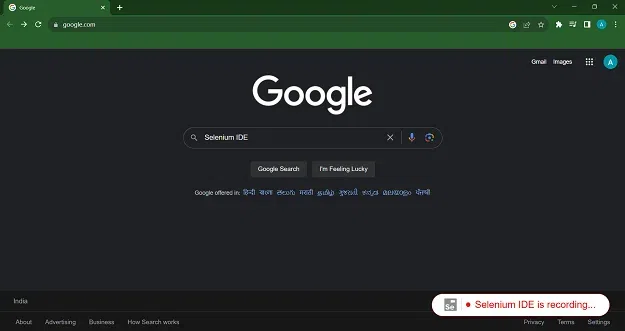 Google
google.com
A
Gmail Images A
Google
Selenium IDE
Google Search I'm Feeling Lucky
Google offered in: हिन्दी বাংলা తెలుగు मराठी தமிழ் ગુજરાતી ಕನ್ನಡ മലയാളം ਪੰਜਾਬੀ
India
Se Selenium IDE is recording...
About Advertising Business How Search works Privacy Terms Settings